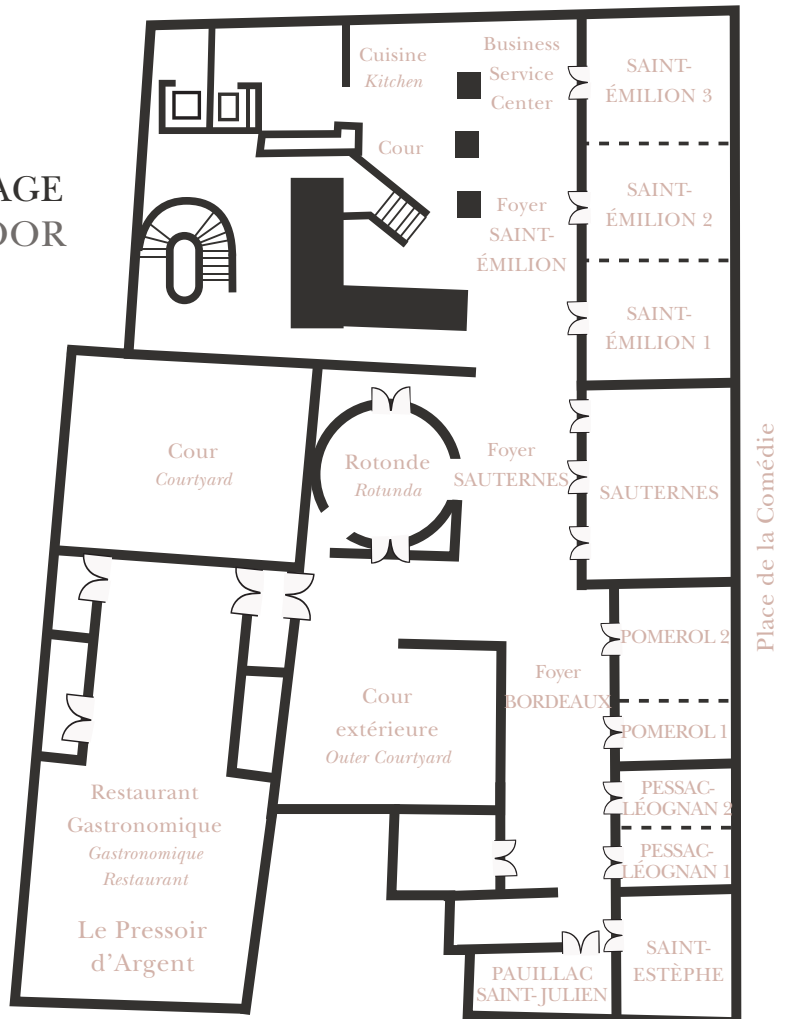 AGE
OOR
Cuisine
Kitchen
Cour
Business
Service
Center
Foyer
SAINT-
ÉMILION
SAINT-
ÉMILION 3
SAINT-
ÉMILION 2
SAINT-
ÉMILION 1
Cour
Courtyard
Rotonde
Rotunda
Foyer
SAUTERNES
SAUTERNES
Place de la Comédie
POMEROL 2
Foyer
BORDEAUX
POMEROL 1
Cour
extérieure
Outer Courtyard
PESSAC-
LÉOGNAN 2
PESSAC-
LÉOGNAN 1
Restaurant
Gastronomique
Gastronomique
Restaurant
Le Pressoir
d'Argent
PAUILLAC
SAINT-JULIEN
SAINT-
ESTÈPHE